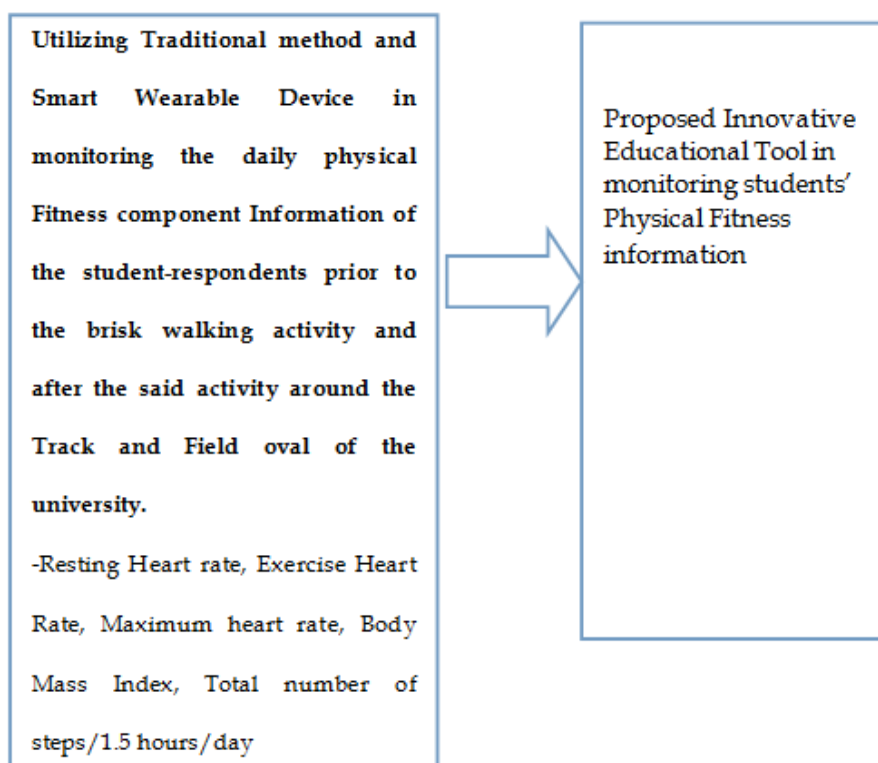 Utilizing Traditional method and
Smart Wearable Device in
monitoring the daily physical
Fitness component Information of
the student-respondents prior to
the brisk walking activity and
after the said activity around the
Track and Field oval of the
university.
-Resting Heart rate, Exercise Heart
Rate, Maximum heart rate, Body
Mass Index, Total number of
steps/1.5 hours/day
Proposed Innovative
Educational Tool in
monitoring students’
Physical Fitness
information